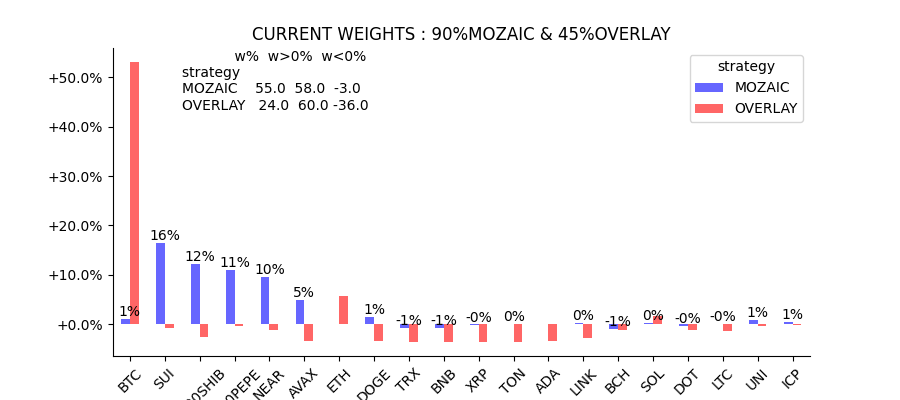 CURRENT WEIGHTS : 90%MOZAIC & 45%OVERLAY
w% w>0% w<0%
strategy
MOZAIC 55.0 58.0 -3.0
OVERLAY 24.0 60.0 -36.0
strategy
MOZAIC
OVERLAY
+50.0%
+40.0%
+30.0%
+20.0%
+10.0%
+0.0%
1% 16% 12% 11% 10% 5% 1% -1% -1% -0% 0% 0% -1% 0% -0% -0% 1% 1%
BTC SUI 0SHIB 0PEPE NEAR AVAX ETH DOGE TRX BNB XRP TON ADA LINK BCH SOL DOT LTC UNI ICP